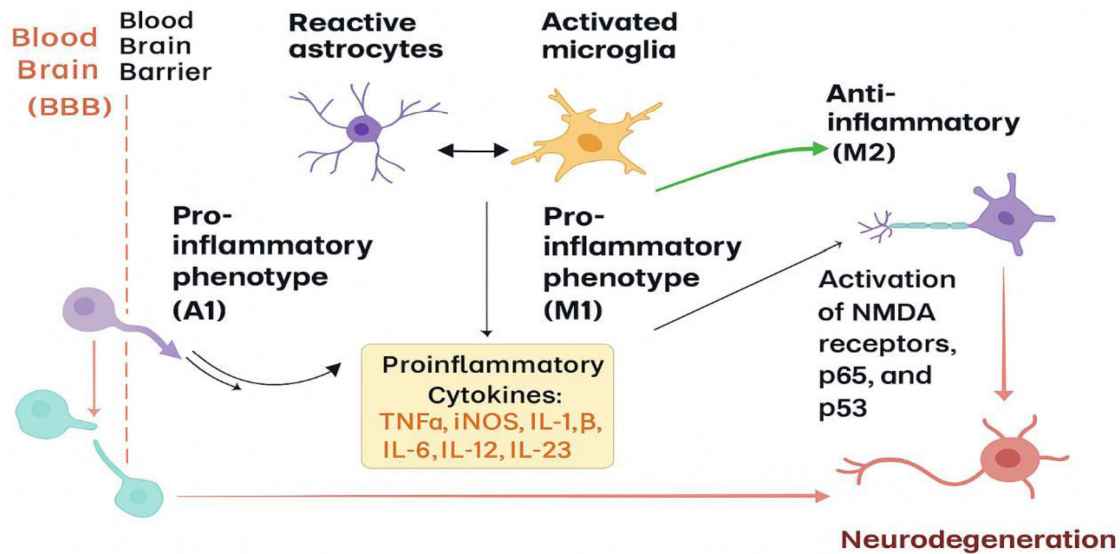 Blood
Brain
(BBB)
Blood
Brain
Barrier
Reactive
astrocytes
Activated
microglia
Anti-
inflammatory
(M2)
Pro-
inflammatory
phenotype
(A1)
Pro-
inflammatory
phenotype
(M1)
Activation
of NMDA
receptors,
p65, and
p53
Proinflammatory
Cytokines:
TNFα, iNOS, IL-1,β,
IL-6, IL-12, IL-23
Neurodegeneration